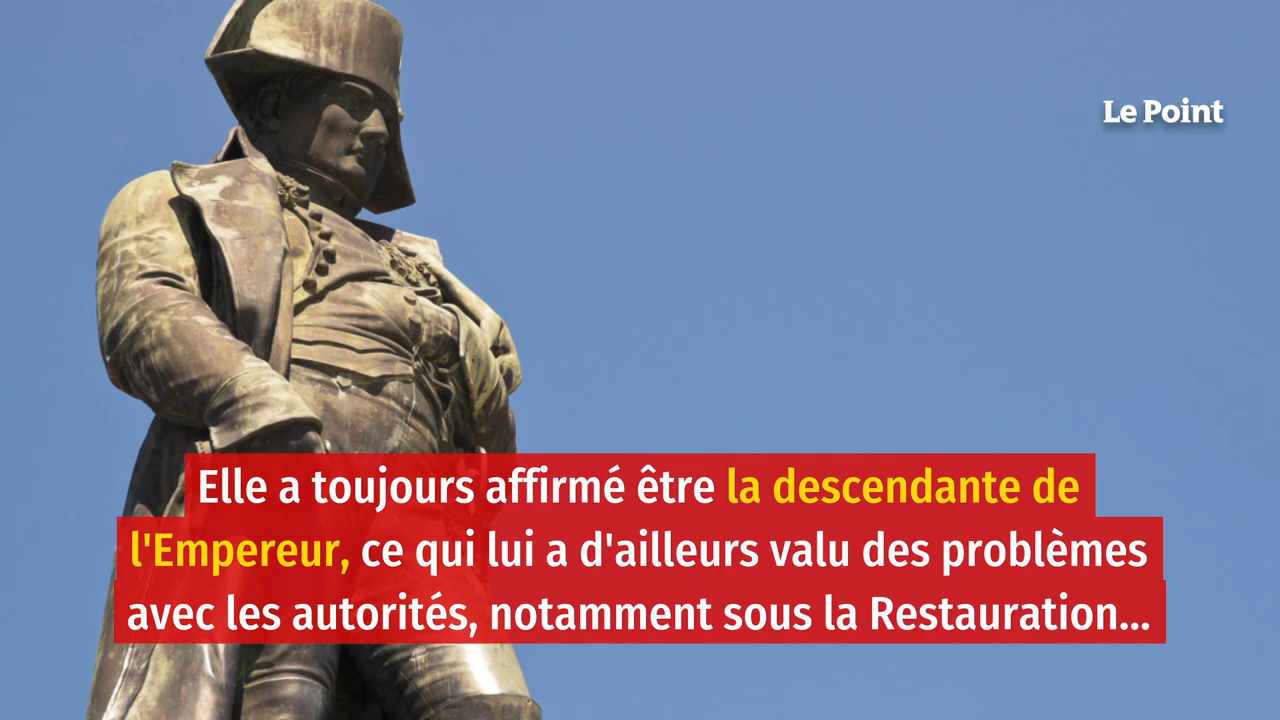 Le Point
Elle a toujours affirmé être la descendante de
l'Empereur, ce qui lui a d'ailleurs valu des problèmes
avec les autorités, notamment sous la Restauration...